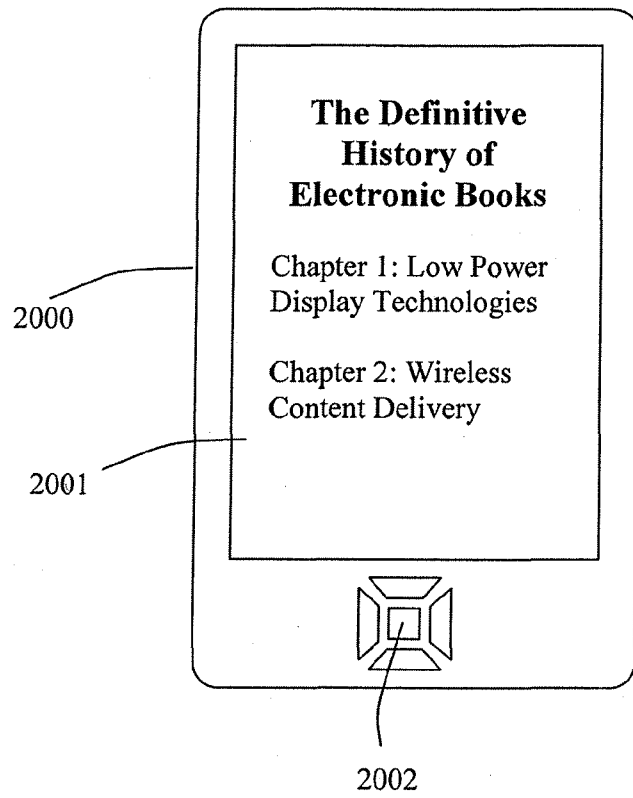 The Definitive
History of
Electronic Books
Chapter 1: Low Power
Display Technologies
2000
Chapter 2: Wireless
Content Delivery
2001
2002